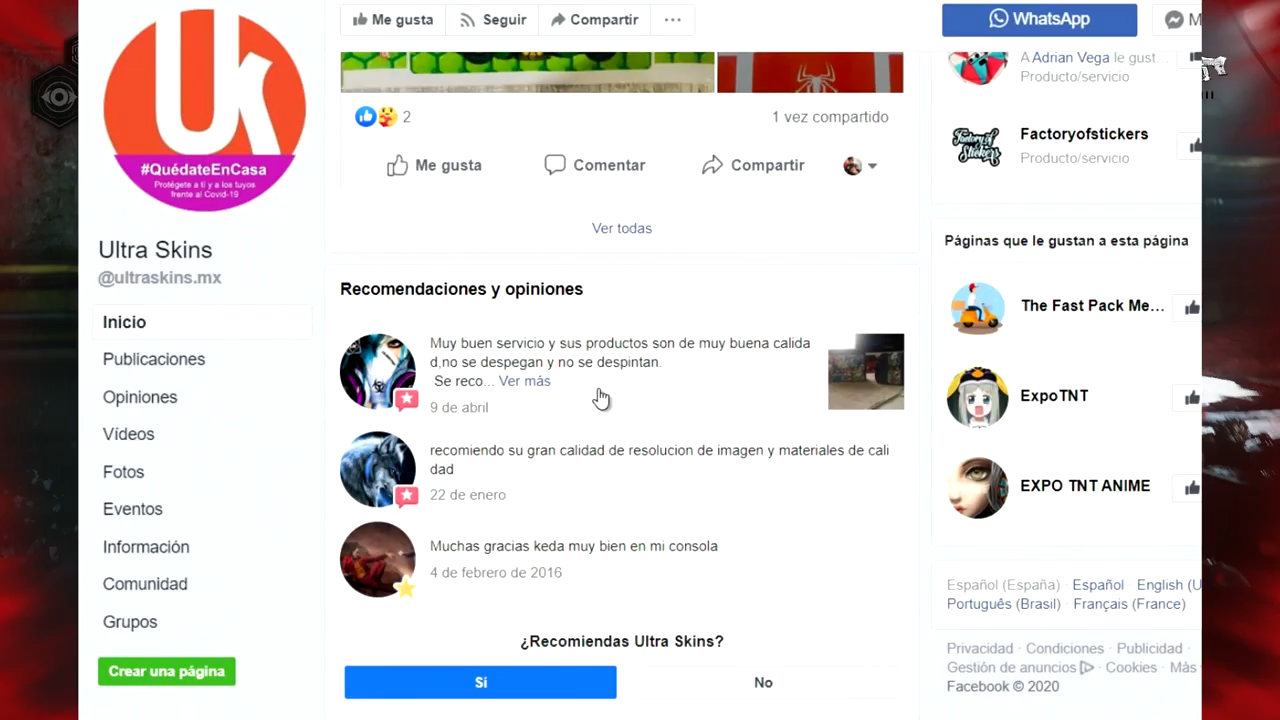 Uk
#QuédateEnCasa
Protégete a tí y a los tuyos
frente al Covid-19
Ultra Skins
@ultraskins.mx
Inicio
Publicaciones
Opiniones
Vídeos
Fotos
Eventos
Información
Comunidad
Grupos
Crear una página
Me gusta
Seguir
Compartir
WhatsApp
M
2
1 vez compartido
Me gusta
Comentar
Compartir
Ver todas
Recomendaciones y opiniones
Muy buen servicio y sus productos son de muy buena calida
d,no se despegan y no se despintan.
Se reco... Ver más
9 de abril
recomiendo su gran calidad de resolucion de imagen y materiales de cali
dad
22 de enero
Muchas gracias keda muy bien en mi consola
4 de febrero de 2016
¿Recomiendas Ultra Skins?
Sí
No
A Adrian Vega le gust...
Producto/servicio
Factory of Stickers
Factoryofstickers
Producto/servicio
Páginas que le gustan a esta página
The Fast Pack Me...
ExpoTNT
EXPO TNT ANIME
Español (España) · Español · English (U
Português (Brasil) · Français (France)
Privacidad · Condiciones · Publicidad ·
Gestión de anuncios · Cookies · Más
Facebook © 2020